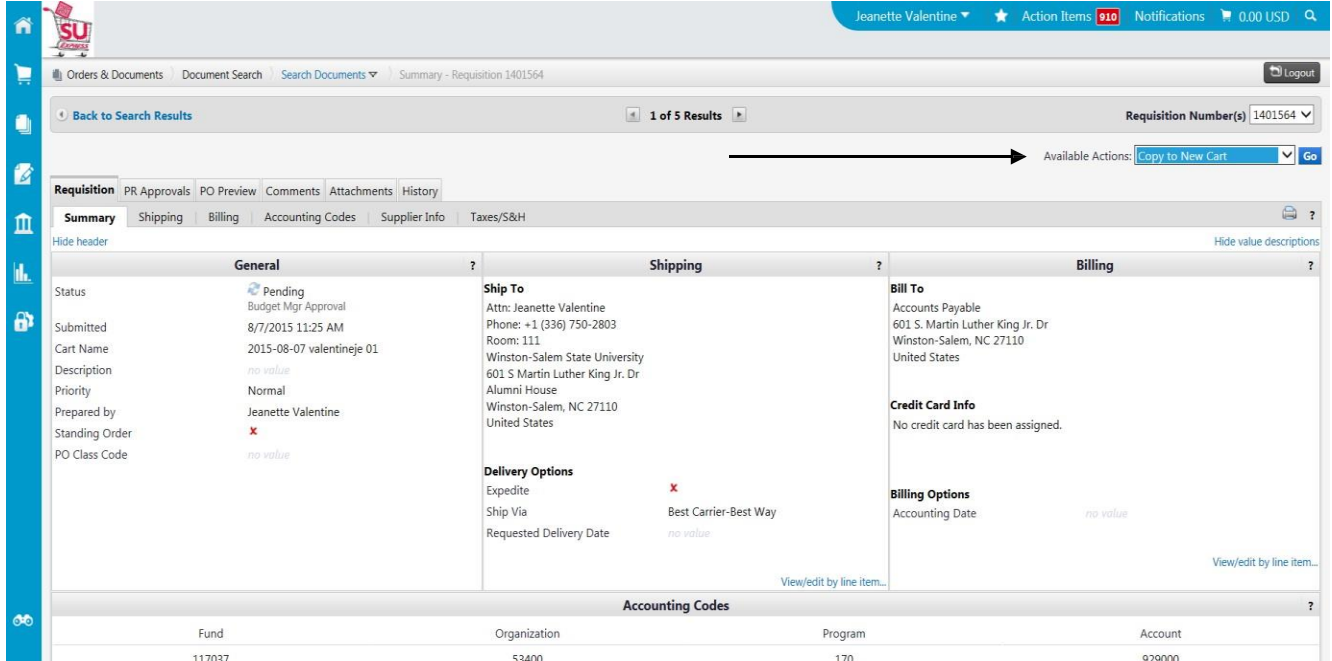 Jeanette Valentine Action Items 910 Notifications 0.00 USD
SU
EXPRESS
Orders & Documents Document Search Search Documents Summary - Requisition 1401564 Logout
Back to Search Results 1 of 5 Results Requisition Number(s) 1401564
Available Actions: Copy to New Cart Go
Requisition PR Approvals PO Preview Comments Attachments History
Summary Shipping Billing Accounting Codes Supplier Info Taxes/S&H ?
Hide header Hide value descriptions
General ? Shipping ? Billing ?
Status Pending
Budget Mgr Approval
Submitted 8/7/2015 11:25 AM
Cart Name 2015-08-07 valentineje 01
Description no value
Priority Normal
Prepared by Jeanette Valentine
Standing Order
PO Class Code no value
Ship To
Attn: Jeanette Valentine
Phone: +1 (336) 750-2803
Room: 111
Winston-Salem State University
601 S Martin Luther King Jr. Dr
Alumni House
Winston-Salem, NC 27110
United States
Delivery Options
Expedite
Ship Via Best Carrier-Best Way
Requested Delivery Date no value
View/edit by line item...
Bill To
Accounts Payable
601 S. Martin Luther King Jr. Dr
Winston-Salem, NC 27110
United States
Credit Card Info
No credit card has been assigned.
Billing Options
Accounting Date no value
View/edit by line item...
Accounting Codes ?
Fund Organization Program Account
117037 53400 170 929000